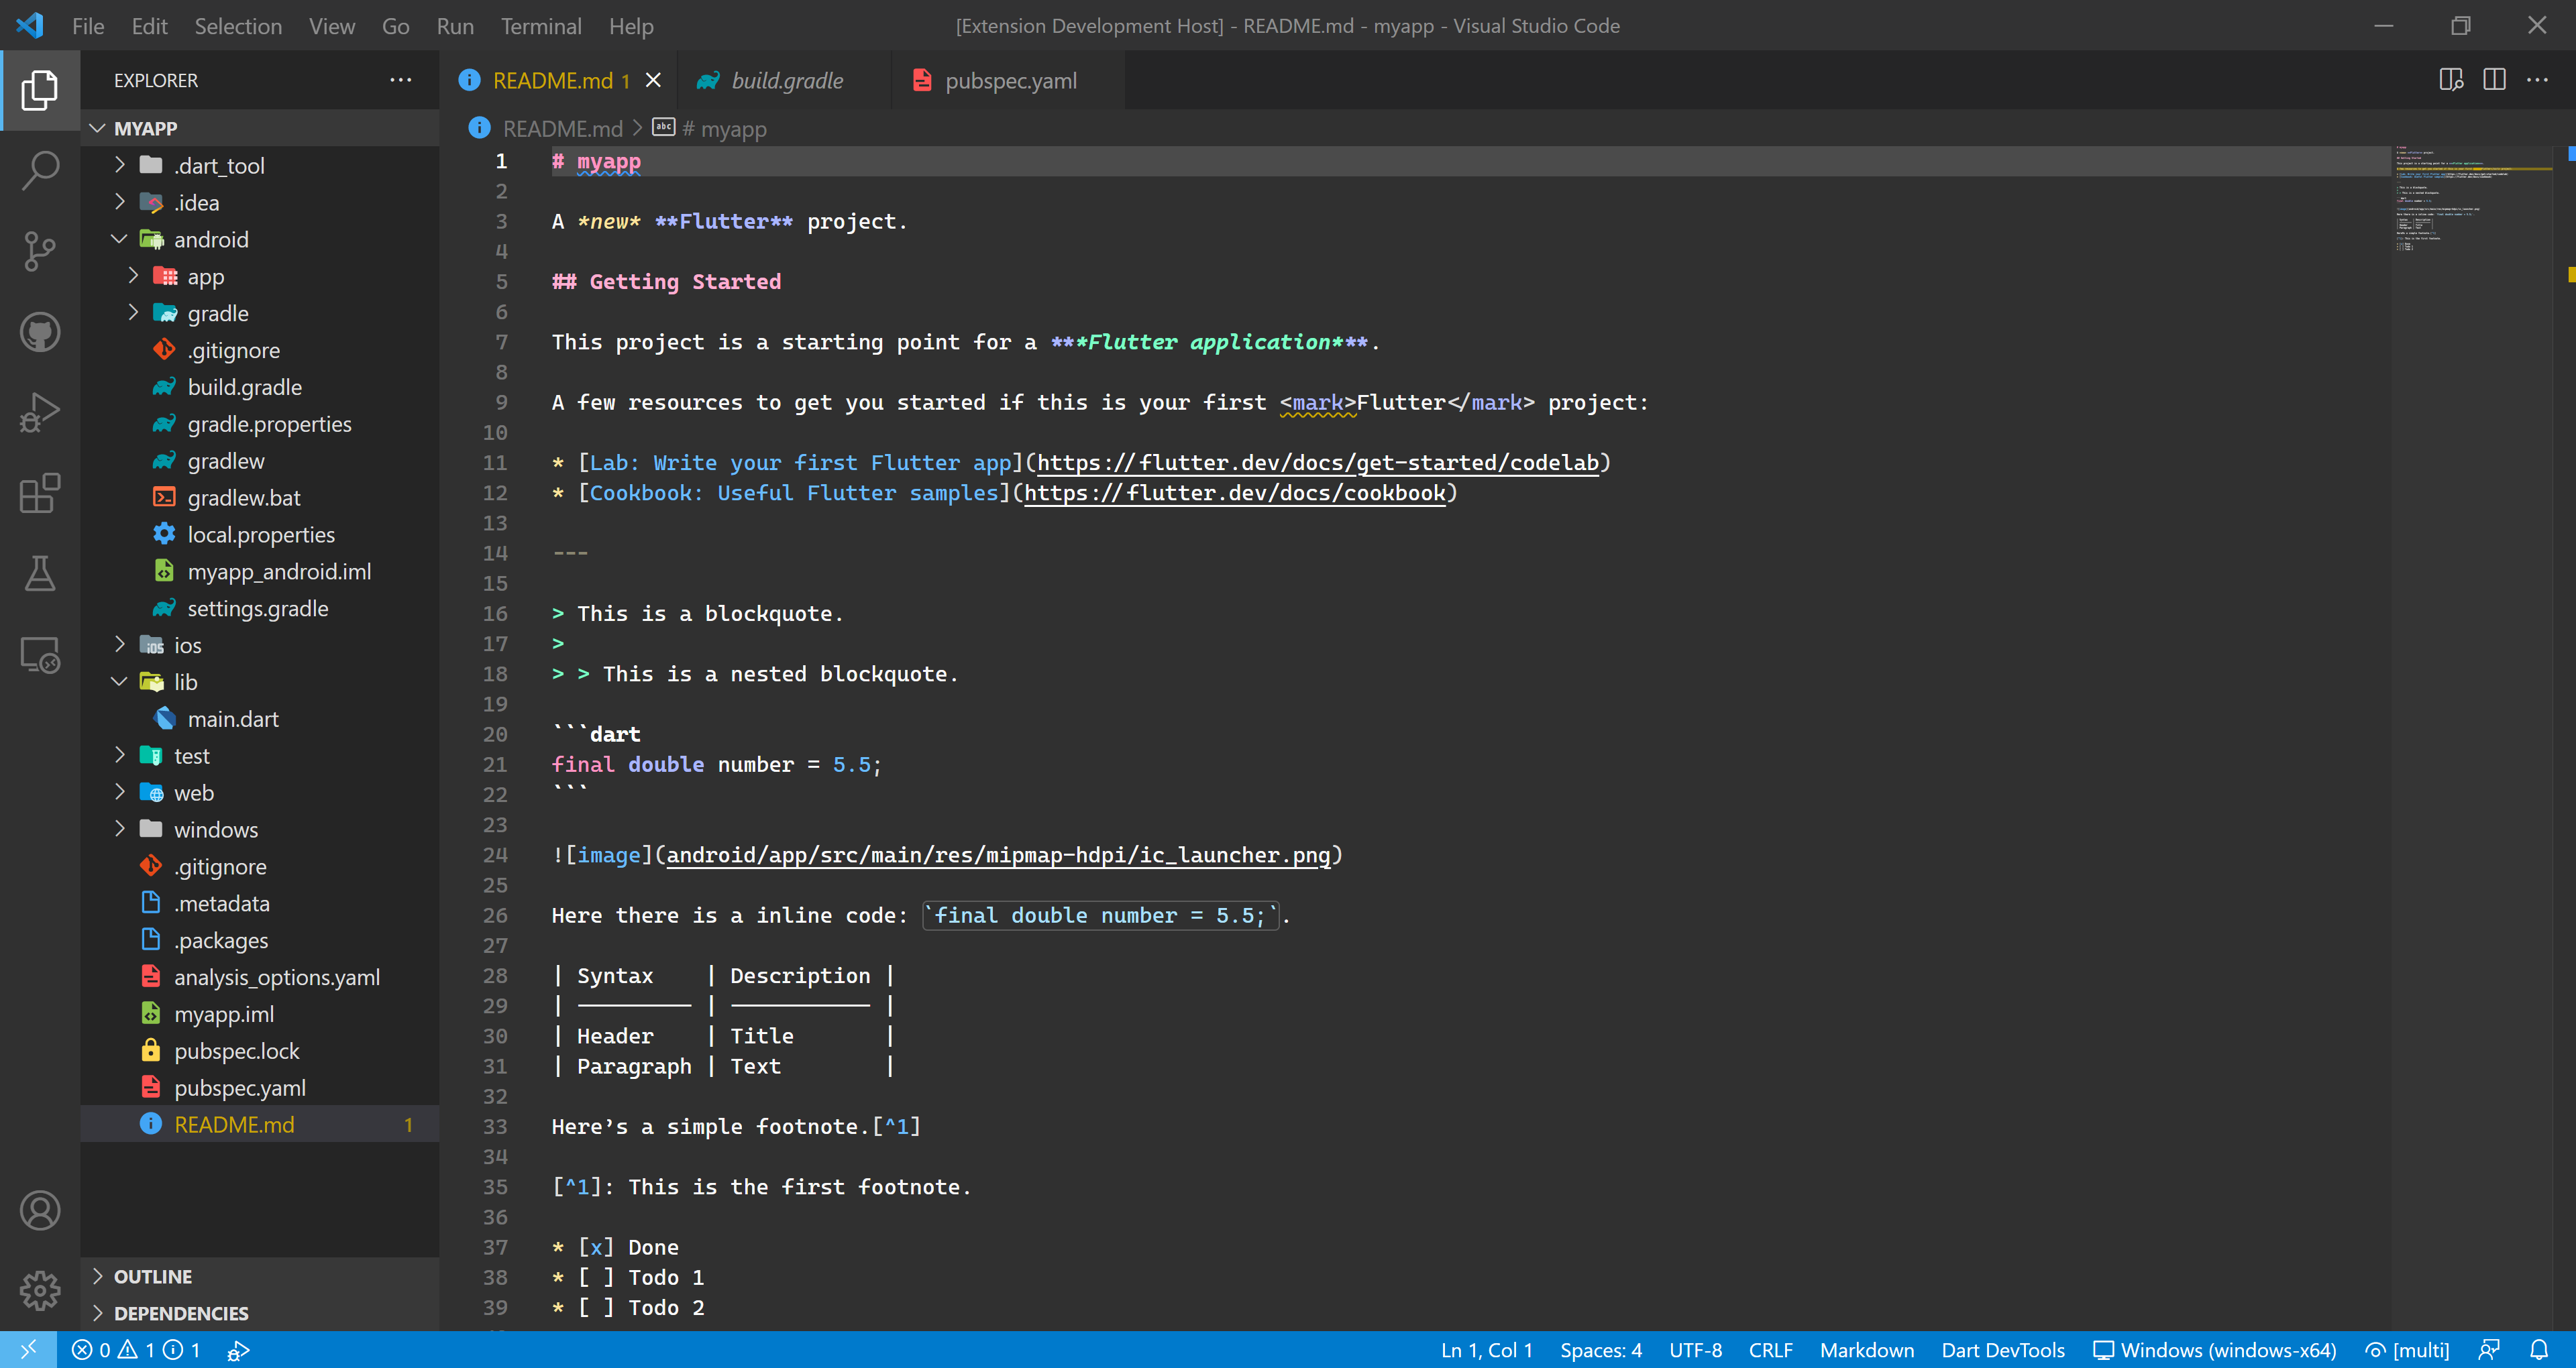 File Edit Selection View Go Run Terminal Help [Extension Development Host] - README.md - myapp - Visual Studio Code
EXPLORER
README.md 1 build.gradle pubspec.yaml
MYAPP
.dart_tool
.idea
android
app
gradle
.gitignore
build.gradle
gradle.properties
gradlew
gradlew.bat
local.properties
myapp_android.iml
settings.gradle
ios
lib
main.dart
test
web
windows
.gitignore
.metadata
.packages
analysis_options.yaml
myapp.iml
pubspec.lock
pubspec.yaml
README.md 1
OUTLINE
DEPENDENCIES
README.md > # myapp
1 # myapp
2
3 A *new* **Flutter** project.
4
5 ## Getting Started
6
7 This project is a starting point for a ***Flutter application***.
8
9 A few resources to get you started if this is your first <mark>Flutter</mark> project:
10
11 * [Lab: Write your first Flutter app](https://flutter.dev/docs/get-started/codelab)
12 * [Cookbook: Useful Flutter samples](https://flutter.dev/docs/cookbook)
13
14 ---
15
16 > This is a blockquote.
17 >
18 > > This is a nested blockquote.
19
20 ```dart
21 final double number = 5.5;
22 ```
23
24 ![image](android/app/src/main/res/mipmap-hdpi/ic_launcher.png)
25
26 Here there is a inline code: `final double number = 5.5;`.
27
28 | Syntax | Description |
29 | --------- | ----------- |
30 | Header | Title |
31 | Paragraph | Text |
32
33 Here's a simple footnote.[^1]
34
35 [^1]: This is the first footnote.
36
37 * [x] Done
38 * [ ] Todo 1
39 * [ ] Todo 2
0 1 1 Ln 1, Col 1 Spaces: 4 UTF-8 CRLF Markdown Dart DevTools Windows (windows-x64) [multi]